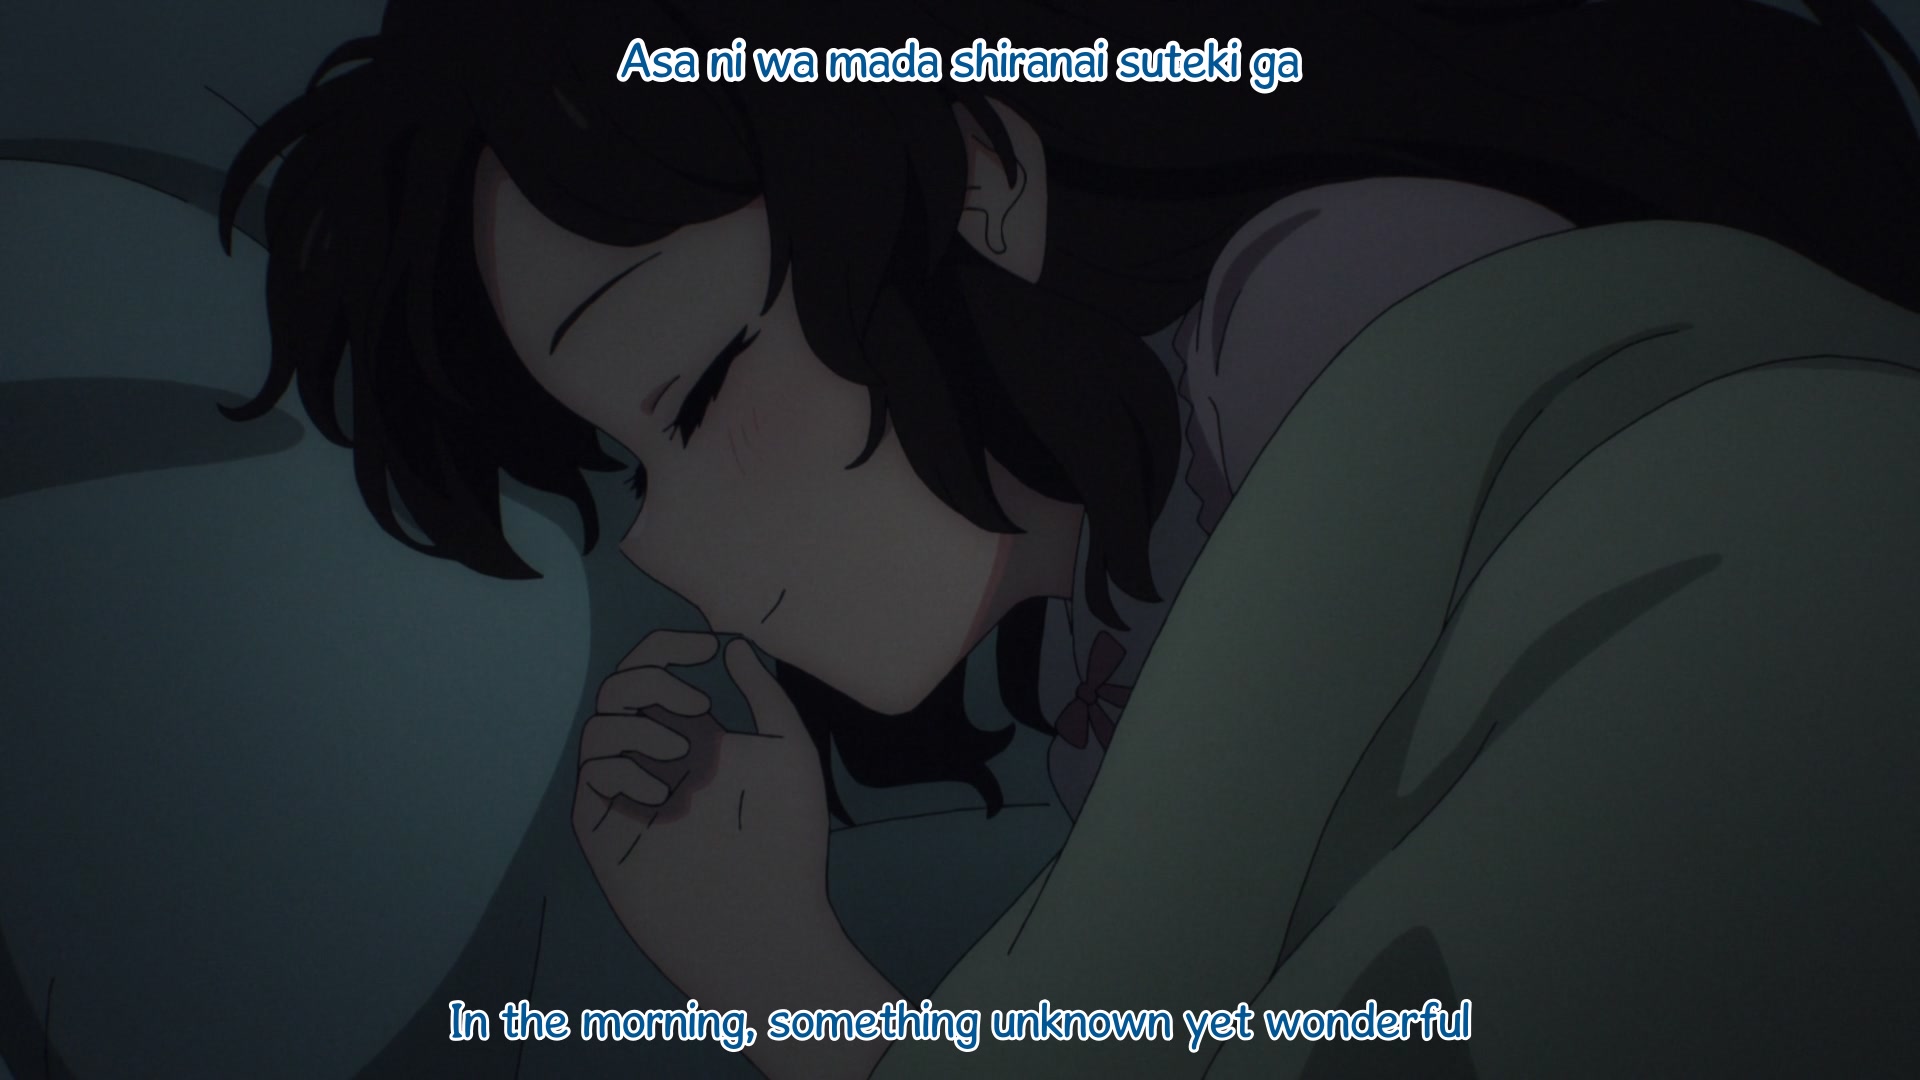 Asa ni wa mada shiranai suteki ga
In the morning, something unknown yet wonderful